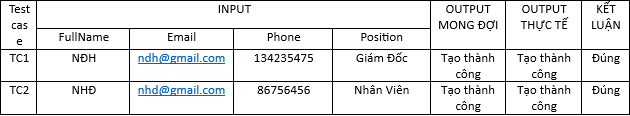 Test case INPUT OUTPUT MONG ĐỢI OUTPUT THỰC TẾ KẾT LUẬN
FullName Email Phone Position
TC1 NĐH ndh@gmail.com 134235475 Giám Đốc Tạo thành công Tạo thành công Đúng
TC2 NHĐ nhd@gmail.com 86756456 Nhân Viên Tạo thành công Tạo thành công Đúng